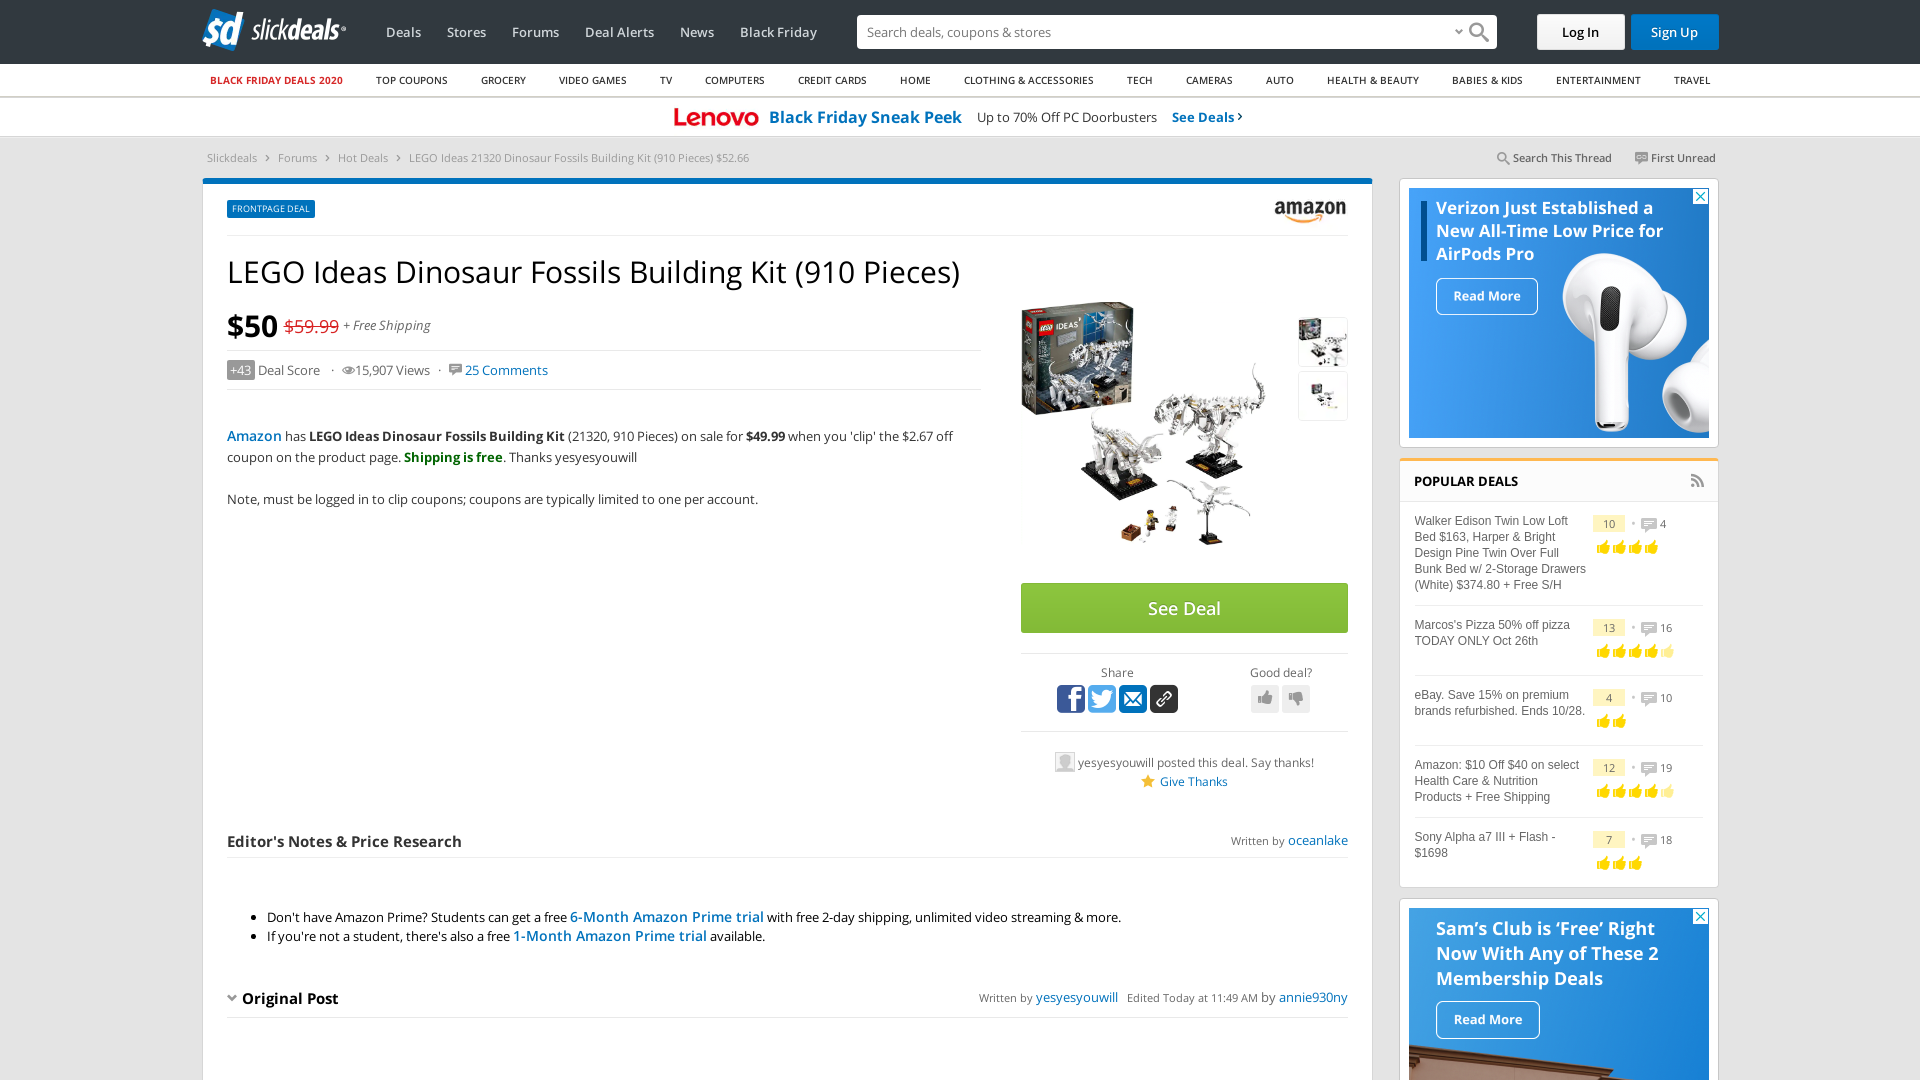 sd slickdeals
Deals Stores Forums Deal Alerts News Black Friday
Search deals, coupons & shopping stores
Log In Sign Up
BLACK FRIDAY DEALS 2020 TOP COUPONS GROCERY VIDEO GAMES TV COMPUTERS CREDIT CARDS HOME CLOTHING & ACCESSORIES TECH CAMERAS AUTO HEALTH & BEAUTY BABIES & KIDS ENTERTAINMENT TRAVEL
Lenovo Black Friday Sneak Peek Up to 70% Off PC Doorbusters See Deals ›
Slickdeals › Forums › Hot Deals › LEGO Ideas 21320 Dinosaur Fossils Building Kit (910 Pieces) $52.66
Search This Thread First Unread
FRONTPAGE DEAL
amazon
LEGO Ideas Dinosaur Fossils Building Kit (910 Pieces)
$50 $59.99 + Free Shipping
+43 Deal Score · 15,907 Views · 25 Comments
Amazon has LEGO Ideas Dinosaur Fossils Building Kit (21320, 910 Pieces) on sale for $49.99 when you 'clip' the $2.67 off
coupon on the product page. Shipping is free. Thanks yesyesyouwill
Note, must be logged in to clip coupons; coupons are typically limited to one per account.
LEGO IDEAS
See Deal
Share Good deal?
yesyesyouwill posted this deal. Say thanks!
Give Thanks
Editor's Notes & Price Research
Written by oceanlake
• Don't have Amazon Prime? Students can get a free 6-Month Amazon Prime trial with free 2-day shipping, unlimited video streaming & more.
• If you're not a student, there's also a free 1-Month Amazon Prime trial available.
Original Post
Written by yesyesyouwill Edited Today at 11:49 AM by annie930ny
Verizon Just Established a
New All-Time Low Price for
AirPods Pro
Read More
POPULAR DEALS
Walker Edison Twin Low Loft
Bed $163, Harper & Bright
Design Pine Twin Over Full
Bunk Bed w/ 2-Storage Drawers
(White) $374.80 + Free S/H
10 • 4
Marcos's Pizza 50% off pizza
TODAY ONLY Oct 26th
13 • 16
eBay. Save 15% on premium
brands refurbished. Ends 10/28.
4 • 10
Amazon: $10 Off $40 on select
Health Care & Nutrition
Products + Free Shipping
12 • 19
Sony Alpha a7 III + Flash -
$1698
7 • 18
Sam's Club is 'Free' Right
Now With Any of These 2
Membership Deals
Read More